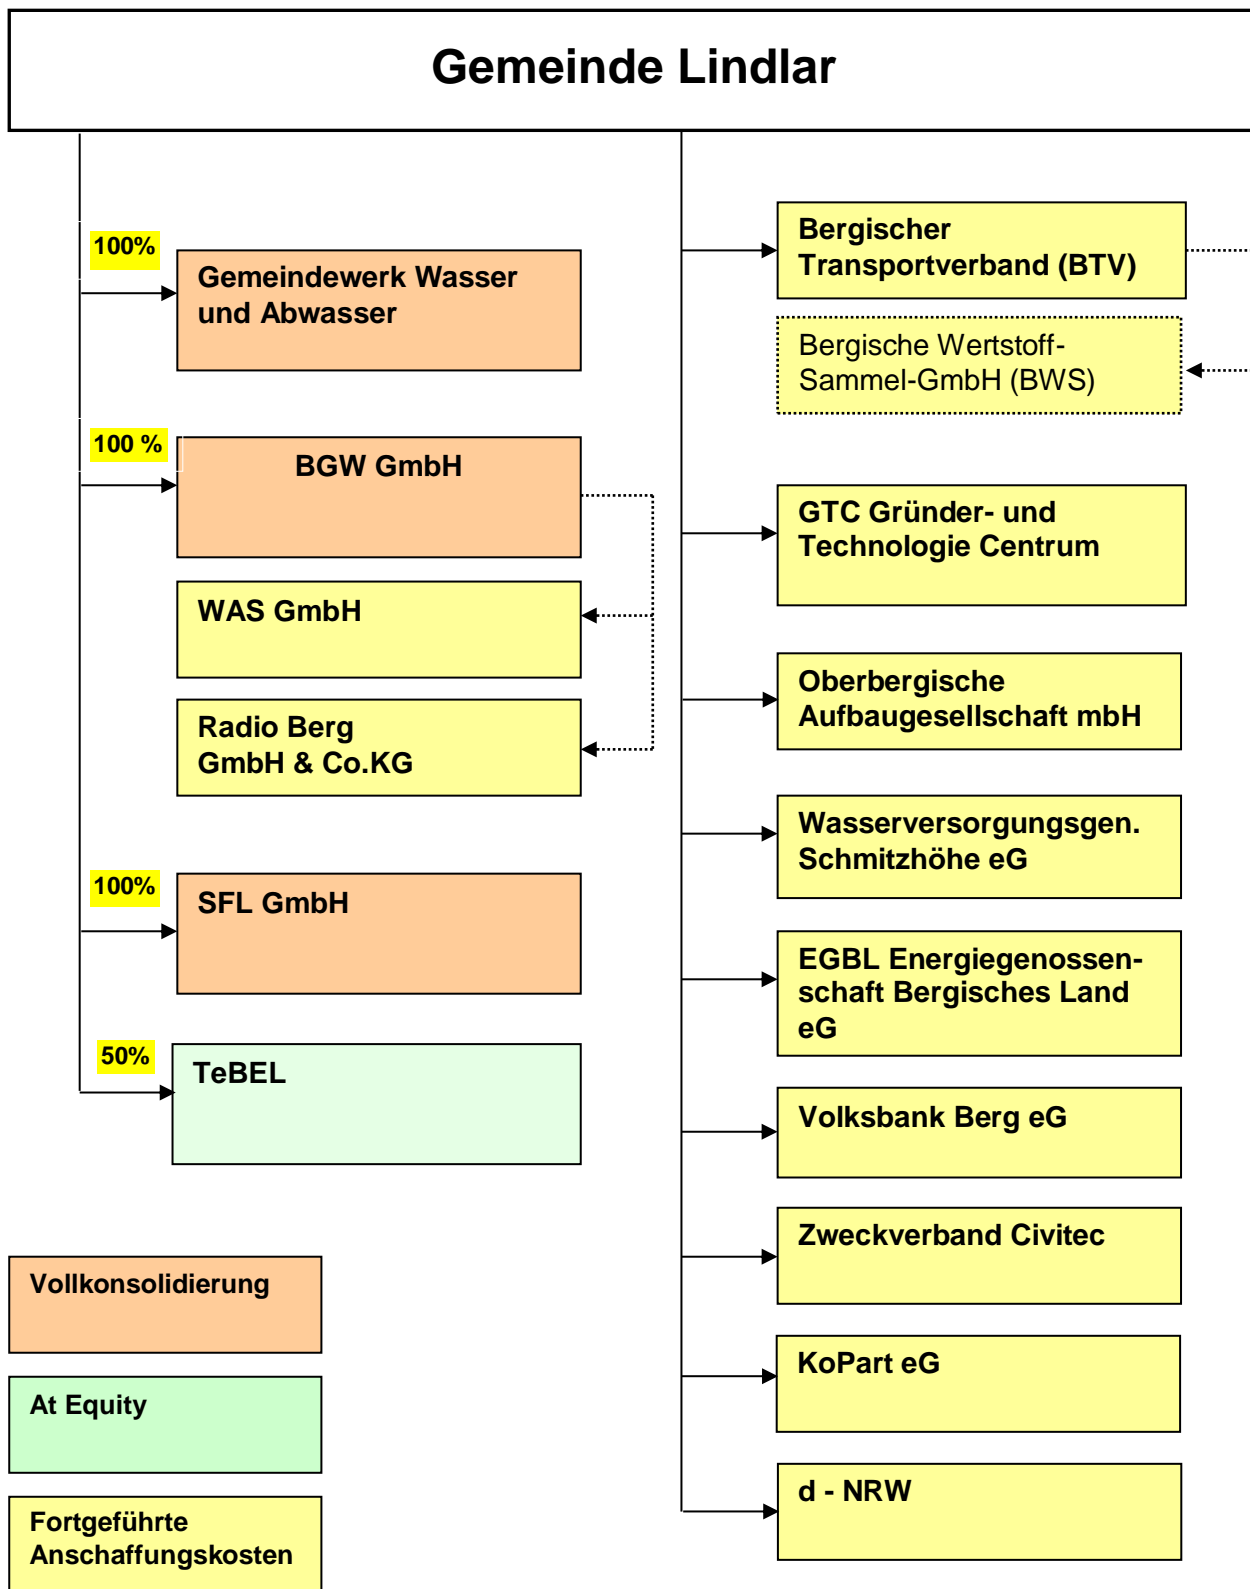 Gemeinde Lindlar
100%
Gemeindewerk Wasser
und Abwasser
100 %
BGW GmbH
WAS GmbH
Radio Berg
GmbH & Co.KG
100%
SFL GmbH
50%
TeBEL
Vollkonsolidierung
At Equity
Fortgeführte
Anschaffungskosten
Bergischer
Transportverband (BTV)
Bergische Wertstoff-
Sammel-GmbH (BWS)
GTC Gründer- und
Technologie Centrum
Oberbergische
Aufbaugesellschaft mbH
Wasserversorgungsgen.
Schmitzhöhe eG
EGBL Energiegenossen-
schaft Bergisches Land
eG
Volksbank Berg eG
Zweckverband Civitec
KoPart eG
d - NRW